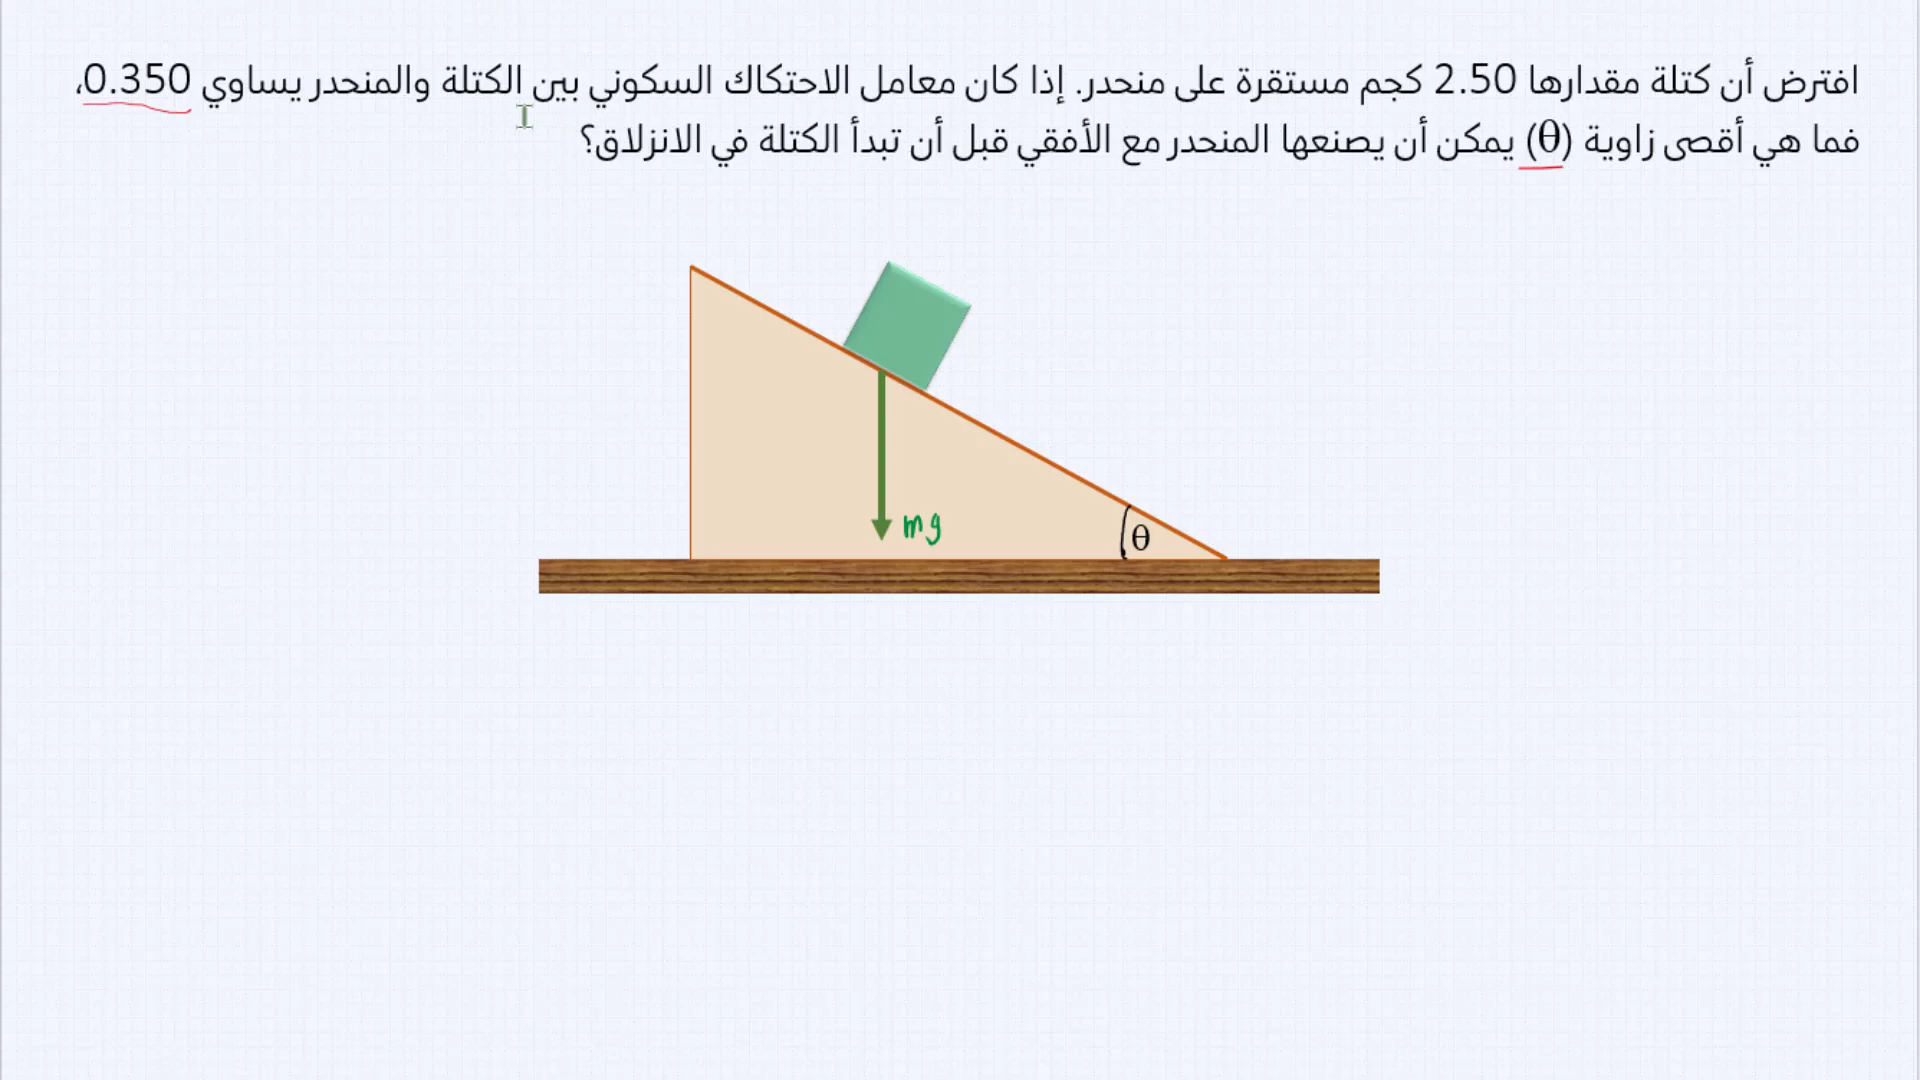 افترض أن كتلة مقدارها 2.50 كجم مستقرة على منحدر. إذا كان معامل الاحتكاك السكوني بين الكتلة والمنحدر يساوي 0.350،
فما هي أقصى زاوية (θ) يمكن أن يصنعها المنحدر مع الأفقي قبل أن تبدأ الكتلة في الانزلاق؟
mg
θ